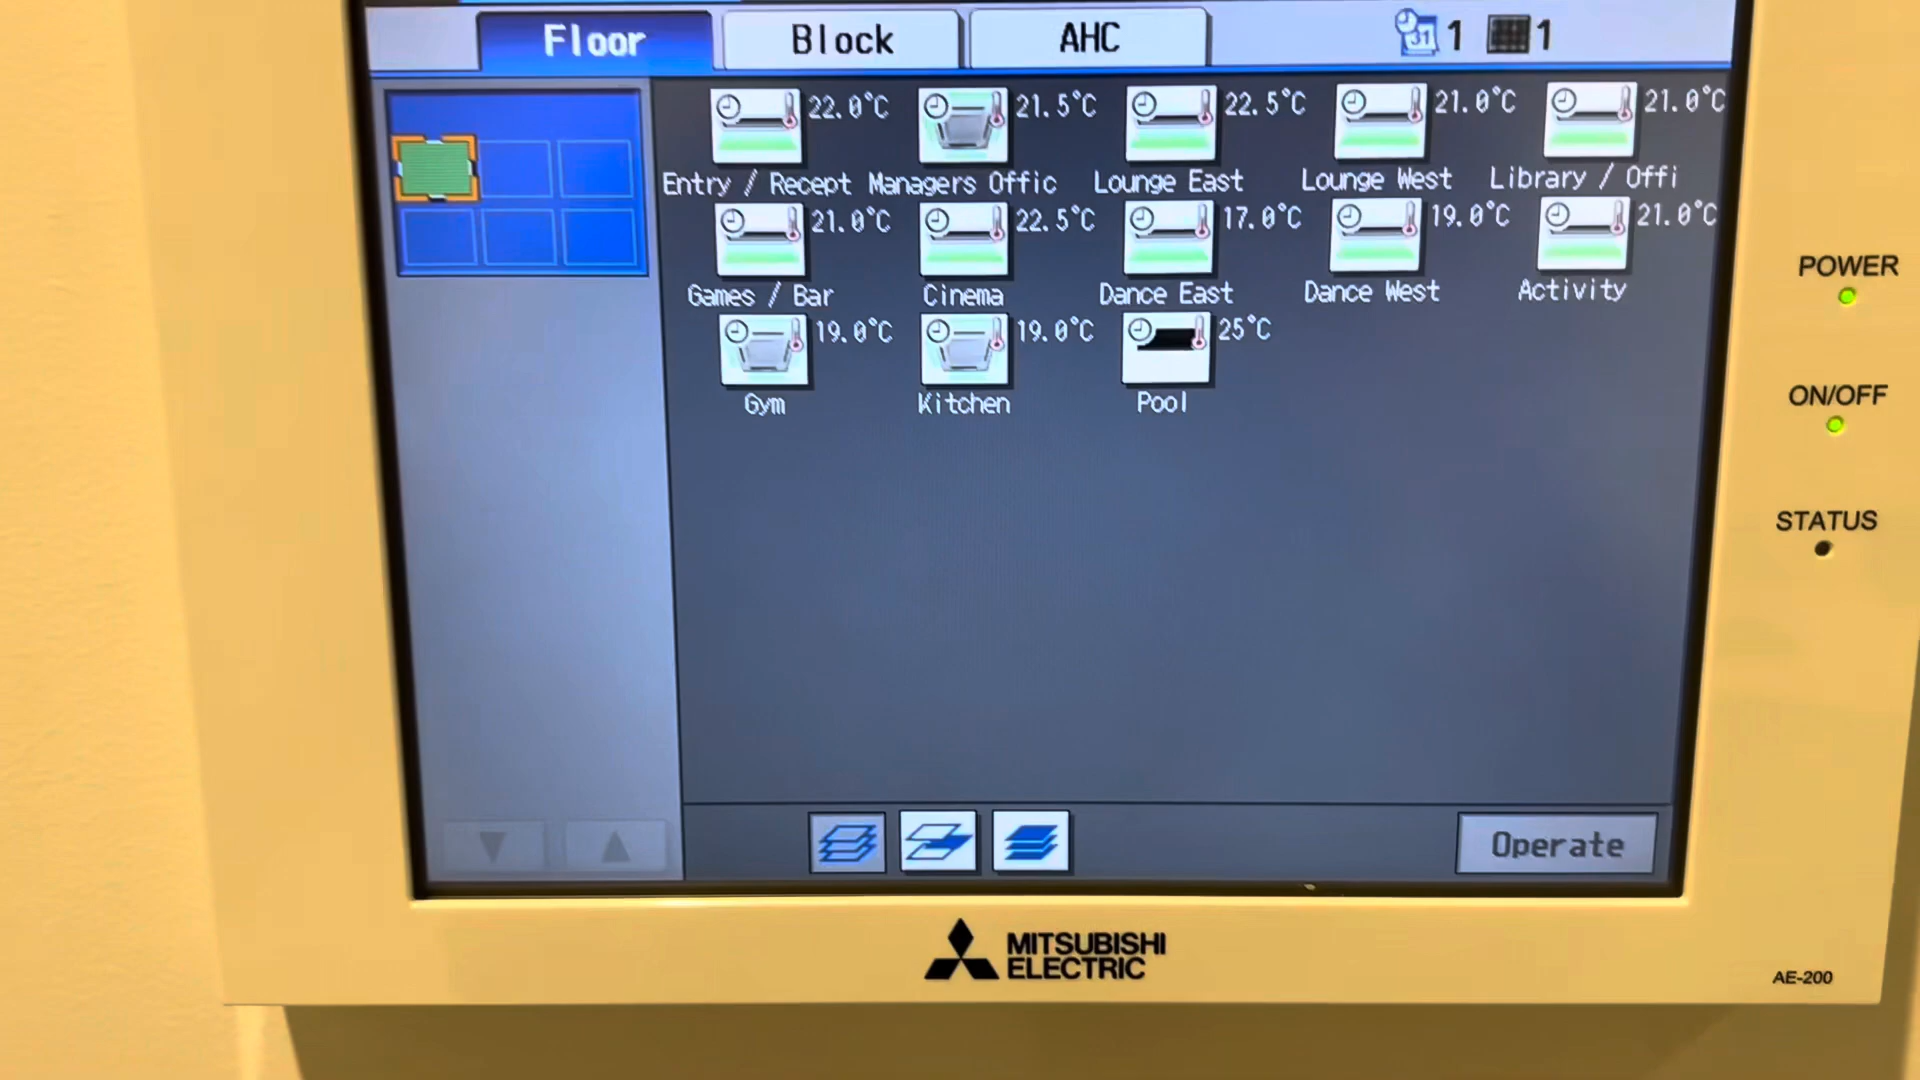 Floor Block AHC 31 1 1
22.0°C 21.5°C 22.5°C 21.0°C 21.0°C
Entry / Recept Managers Offic Lounge East Lounge West Library / Offi
21.0°C 22.5°C 17.0°C 19.0°C 21.0°C
Games / Bar Cinema Dance East Dance West Activity
19.0°C 19.0°C 25°C
Gym Kitchen Pool
Operate
POWER
ON/OFF
STATUS
MITSUBISHI
ELECTRIC
AE-200